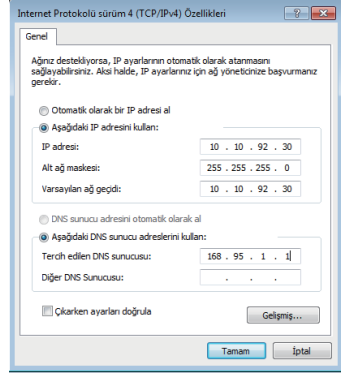 Internet Protokolü sürüm 4 (TCP/IPv4) Özellikleri
Genel
Ağınız destekliyorsa, IP ayarlarının otomatik olarak atanmasını
sağlayabilirsiniz. Aksi halde, IP ayarlarınız için ağ yöneticinize başvurmanız
gerekir.
Otomatik olarak bir IP adresi al
Aşağıdaki IP adresini kullan:
IP adresi: 10 . 10 . 92 . 30
Alt ağ maskesi: 255 . 255 . 255 . 0
Varsayılan ağ geçidi: 10 . 10 . 92 . 30
DNS sunucu adresini otomatik olarak al
Aşağıdaki DNS sunucu adreslerini kullan:
Tercih edilen DNS sunucusu: 168 . 95 . 1 . 1
Diğer DNS Sunucusu: . . .
Çıkarken ayarları doğrula
Gelişmiş...
Tamam İptal